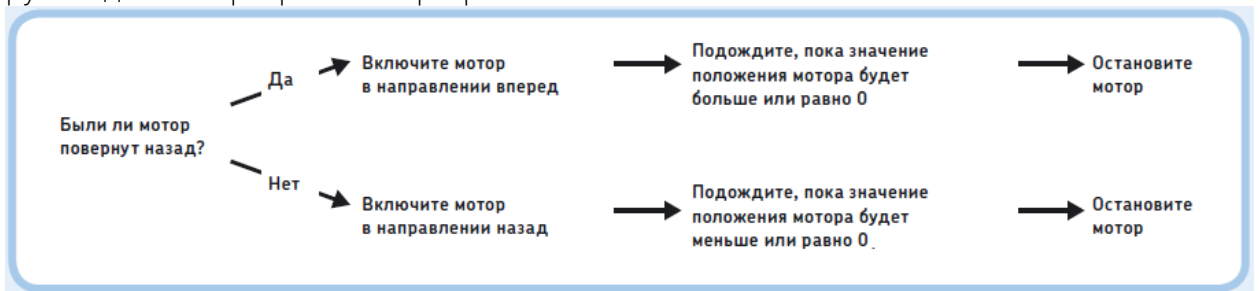 Да
Включите мотор
в направлении вперед
Подождите, пока значение
положения мотора будет
больше или равно 0
Остановите
мотор
Были ли мотор
повернут назад?
Нет
Включите мотор
в направлении назад
Подождите, пока значение
положения мотора будет
меньше или равно 0.
Остановите
мотор